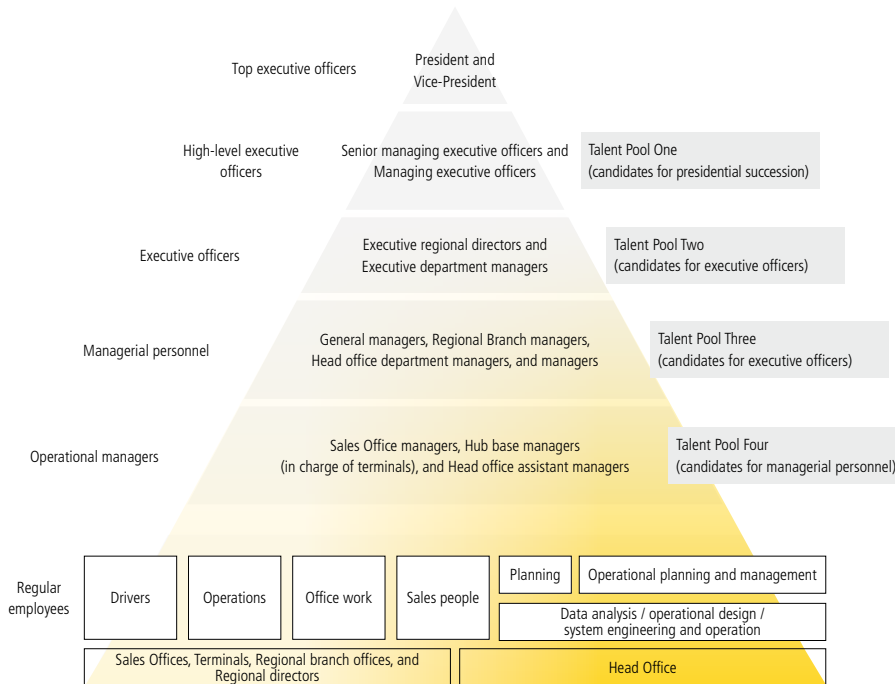 Top executive officers
President and
Vice-President
High-level executive
officers
Senior managing executive officers and
Managing executive officers
Talent Pool One
(candidates for presidential succession)
Executive officers
Executive regional directors and
Executive department managers
Talent Pool Two
(candidates for executive officers)
Managerial personnel
General managers, Regional Branch managers,
Head office department managers, and managers
Talent Pool Three
(candidates for executive officers)
Operational managers
Sales Office managers, Hub base managers
(in charge of terminals), and Head office assistant managers
Talent Pool Four
(candidates for managerial personnel)
Regular
employees
Drivers
Operations
Office work
Sales people
Planning
Operational planning and management
Data analysis / operational design /
system engineering and operation
Sales Offices, Terminals, Regional branch offices, and
Regional directors
Head Office